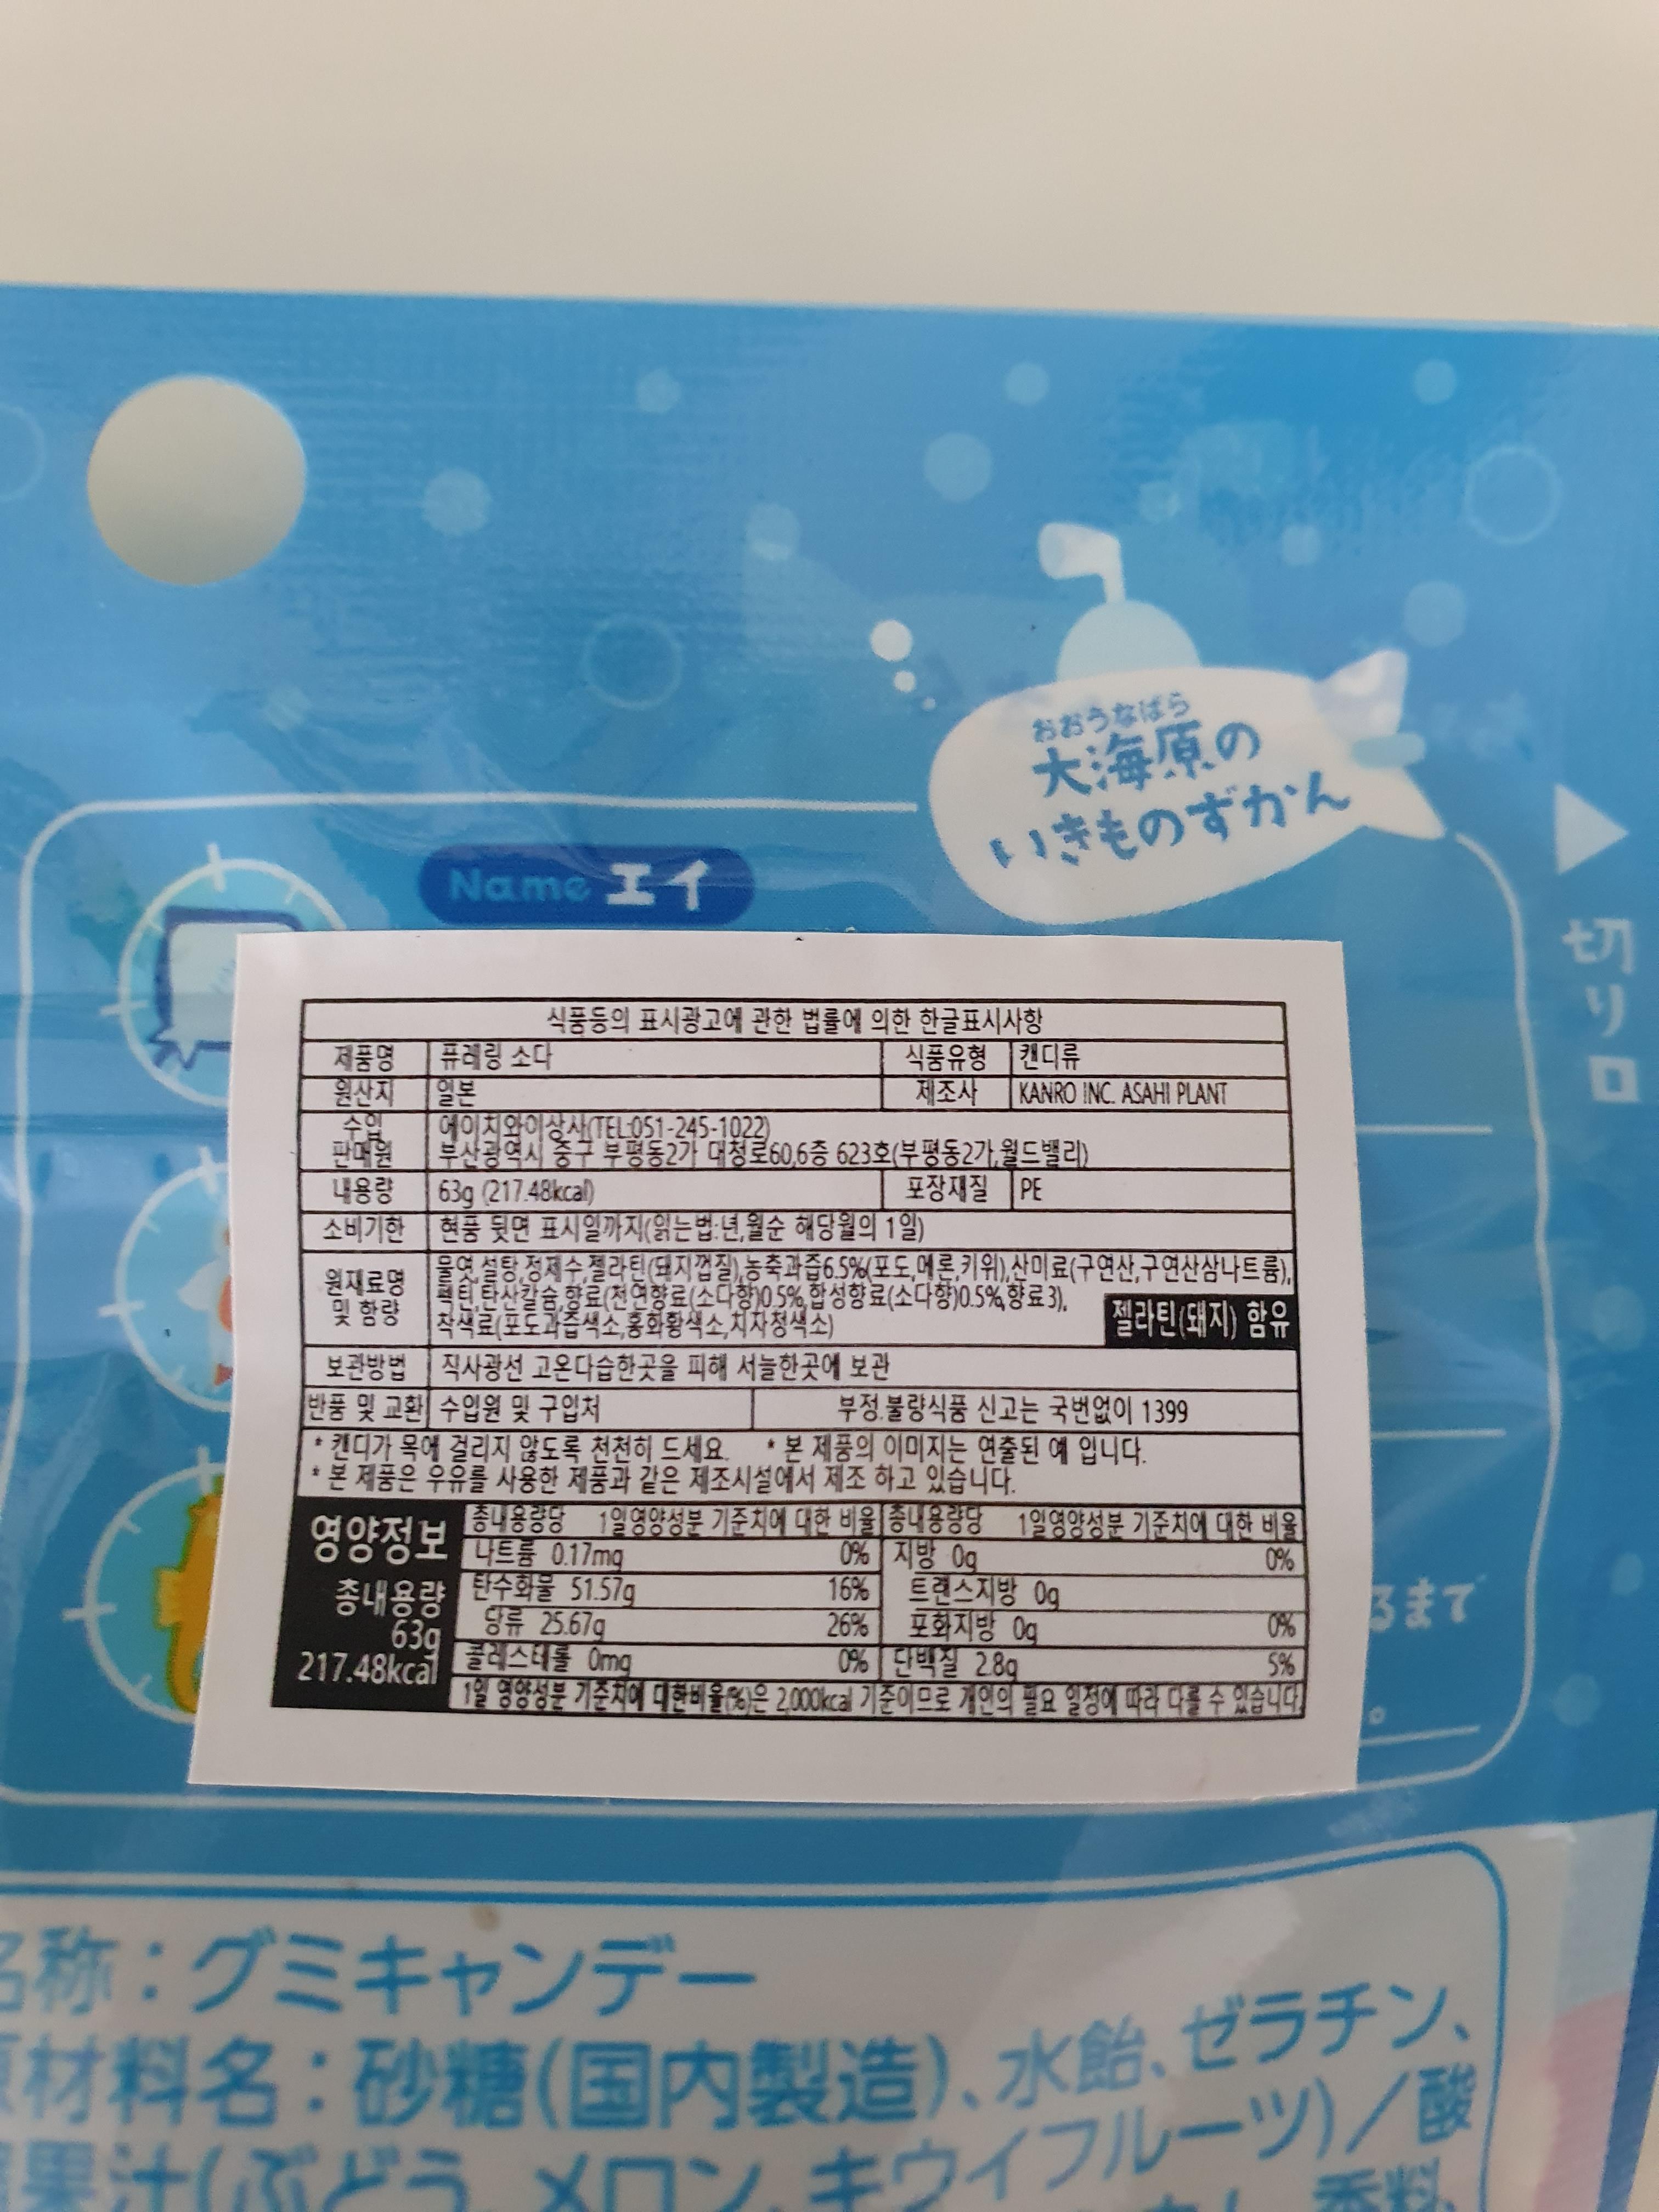 おおうなばら
大海原の
いきものずかん
Name エイ
切り口
식품등의 표시광고에 관한 법률에 의한 한글표시사항
제품명 퓨레링 소다 식품유형 캔디류
원산지 일본 제조사 KANRO INC. ASAHI PLANT
수입 에이치와이상사(TEL:051-245-1022)
판매원 부산광역시 중구 부평동2가 대청로60,6층 623호(부평동2가,월드밸리)
내용량 63g (217.48kcal) 포장재질 PE
소비기한 현품 뒷면 표시일까지(읽는법:년,월순 해당월의 1일)
원재료명 물엿,설탕,정제수,젤라틴(돼지껍질),농축과즙6.5%(포도,메론,키위),산미료(구연산,구연산삼나트륨),
및 함량 펙틴,탄산칼슘,향료(천연향료(소다향)0.5%,합성향료(소다향)0.5%,향료3),
착색료(포도과즙색소,홍화황색소,치자청색소) 젤라틴(돼지) 함유
보관방법 직사광선 고온다습한곳을 피해 서늘한곳에 보관
반품 및 교환 수입원 및 구입처 부정.불량식품 신고는 국번없이 1399
* 캔디가 목에 걸리지 않도록 천천히 드세요. * 본 제품의 이미지는 연출된 예 입니다.
* 본 제품은 우유를 사용한 제품과 같은 제조시설에서 제조 하고 있습니다.
영양정보 총내용량당 1일영양성분 기준치에 대한 비율 총내용량당 1일영양성분 기준치에 대한 비율
나트륨 0.17mg 0% 지방 0g 0%
총내용량 탄수화물 51.57g 16% 트랜스지방 0g
63g 당류 25.67g 26% 포화지방 0g 0%
217.48kcal 콜레스테롤 0mg 0% 단백질 2.8g 5%
1일 영양성분 기준치에 대한비율(%)은 2,000kcal 기준이므로 개인의 필요 일정에 따라 다를 수 있습니다.
るまで
。
名称：グミキャンデー
原材料名：砂糖(国内製造)、水飴、ゼラチン、
果汁(ぶどう、メロン、キウイフルーツ)／酸
香料、